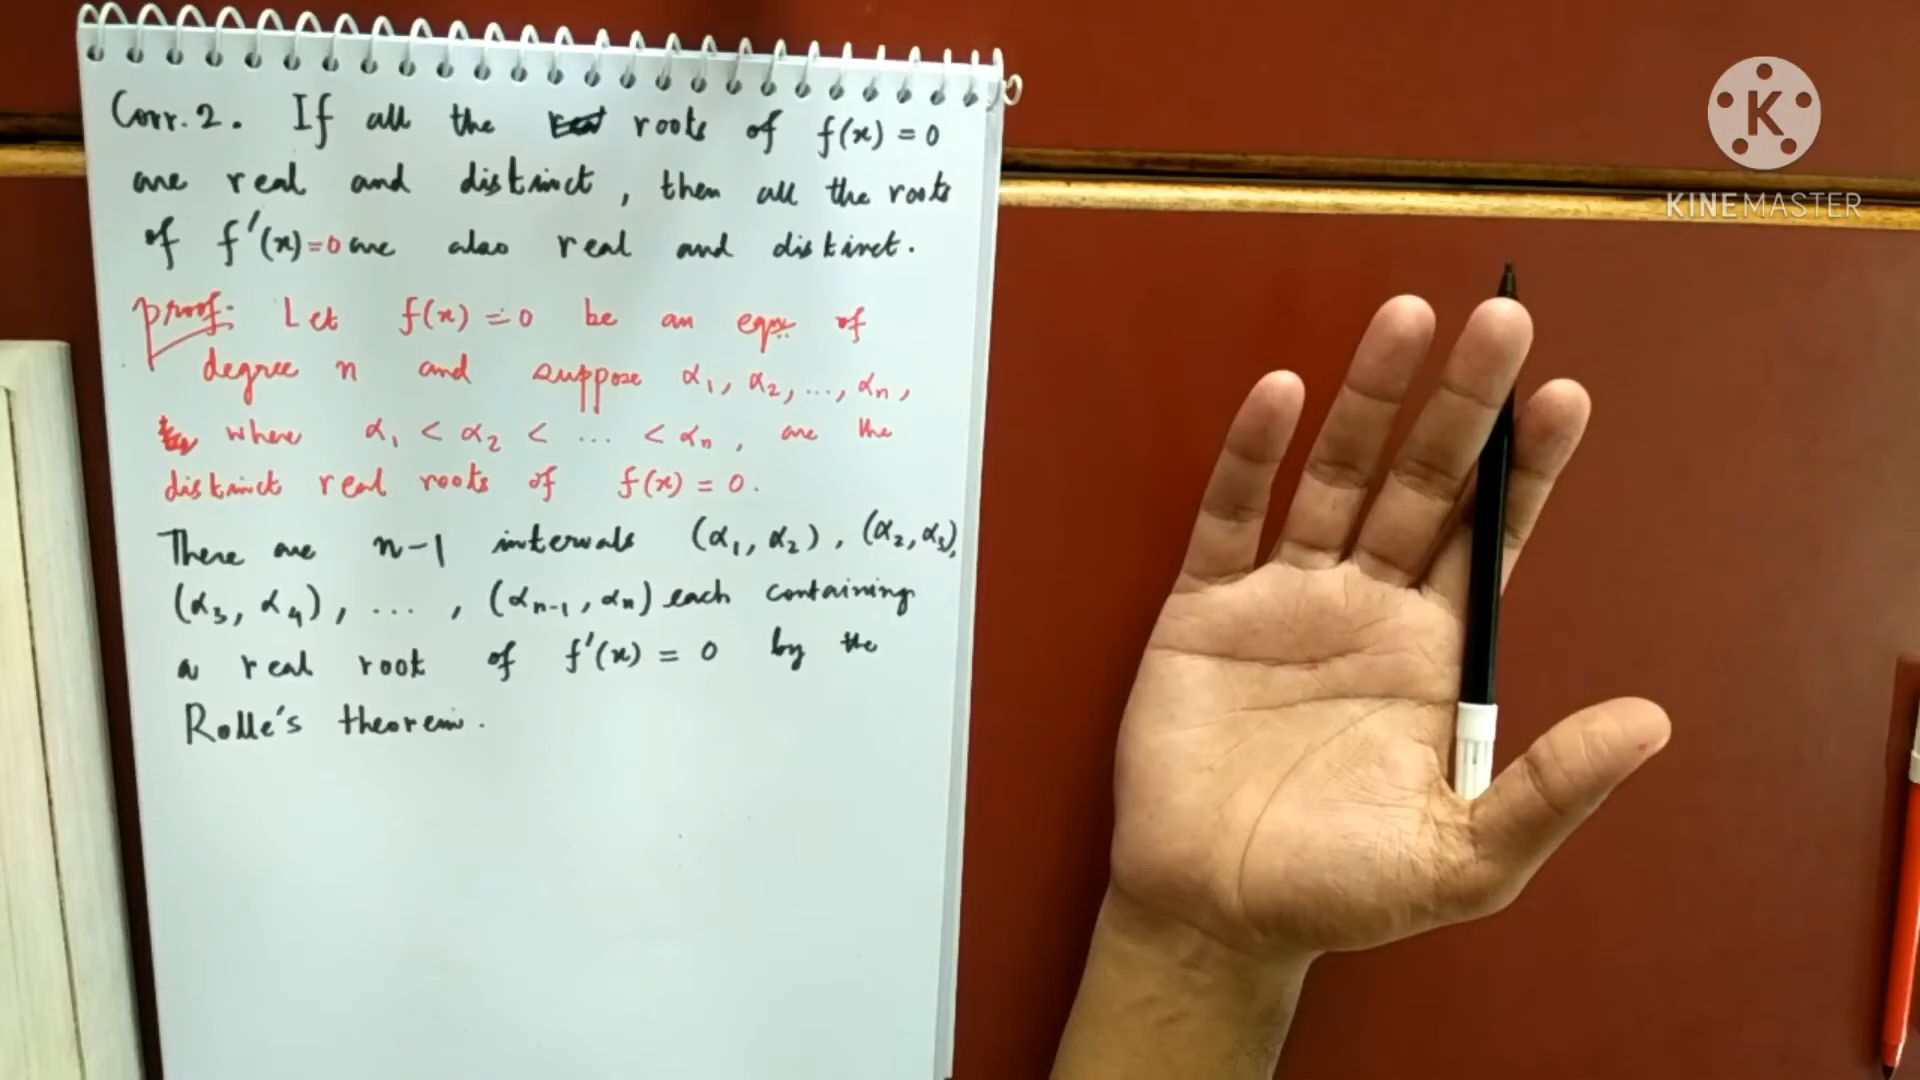 Corr. 2. If all the roots of f(x) = 0
are real and distinct, then all the roots
of f'(x) = 0 are also real and distinct.
Proof: Let f(x) = 0 be an eqn. of
degree n and suppose α₁, α₂, ..., αₙ,
where α₁ < α₂ < ... < αₙ, are the
distinct real roots of f(x) = 0.
There are n-1 intervals (α₁, α₂), (α₂, α₃),
(α₃, α₄), ... , (αₙ₋₁, αₙ) each containing
a real root of f'(x) = 0 by the
Rolle's theorem.
K
KINEMASTER